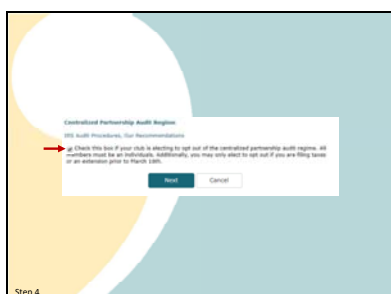 Centralized Partnership Audit Regime
IRS Audit Procedures, Our Recommendations
Check this box if your club is electing to opt out of the centralized partnership audit regime. All
members must be an individuals. Additionally, you may only elect to opt out if you are filing taxes
or an extension prior to March 16th.
Next Cancel
Step 4